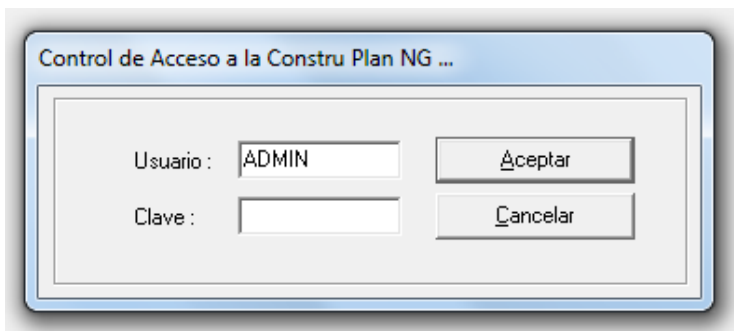 Control de Acceso a la Constru Plan NG ...
Usuario : ADMIN Aceptar
Clave : Cancelar